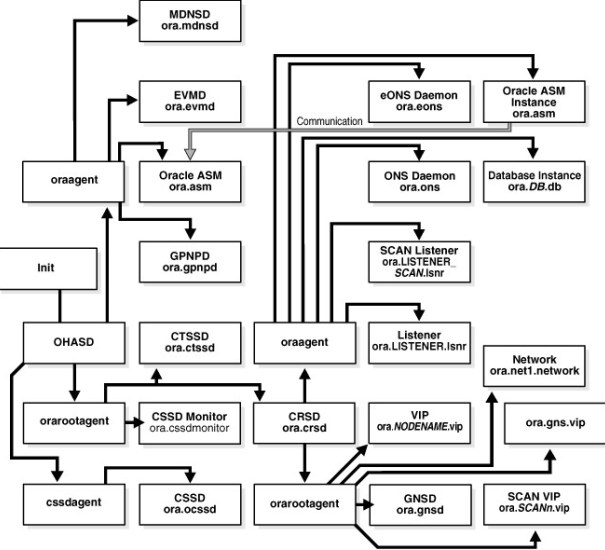 MDNSD
ora.mdnsd
EVMD
ora.evmd
eONS Daemon
ora.eons
Oracle ASM
Instance
ora.asm
Communication
oraagent
Oracle ASM
ora.asm
ONS Daemon
ora.ons
Database Instance
ora.DB.db
Init
GPNPD
ora.gpnpd
SCAN Listener
ora.LISTENER_
SCAN.lsnr
OHASD
CTSSD
ora.ctssd
oraagent
Listener
ora.LISTENER.lsnr
Network
ora.net1.network
orarootagent
CSSD Monitor
ora.cssdmonitor
CRSD
ora.crsd
VIP
ora.NODENAME.vip
ora.gns.vip
cssdagent
CSSD
ora.ocssd
orarootagent
GNSD
ora.gnsd
SCAN VIP
ora.SCANn.vip